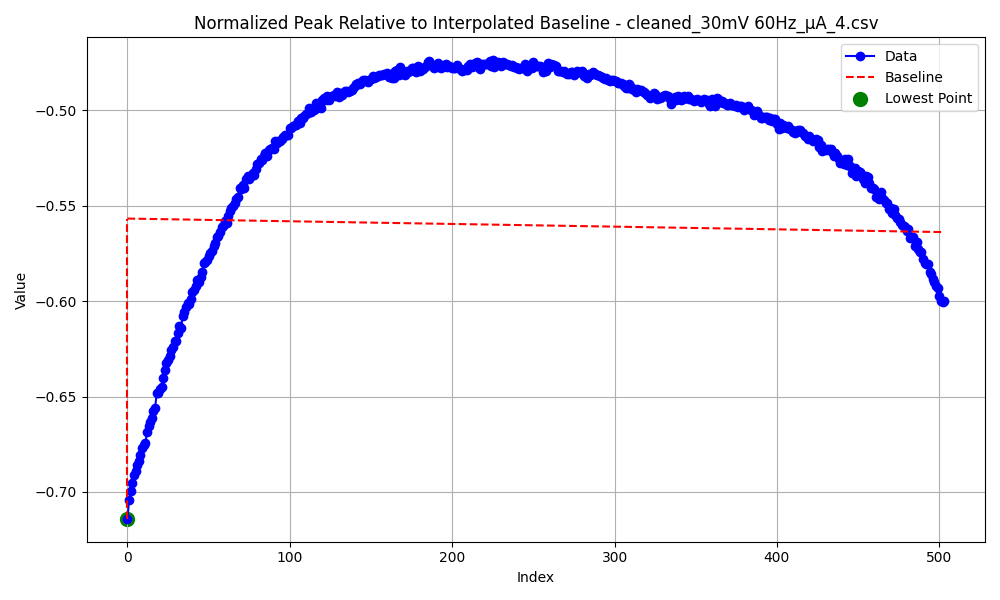 Normalized Peak Relative to Interpolated Baseline - cleaned_30mV 60Hz_μA_4.csv
Data
Baseline
Lowest Point
−0.50
−0.55
−0.60
−0.65
−0.70
Value
0 100 200 300 400 500
Index